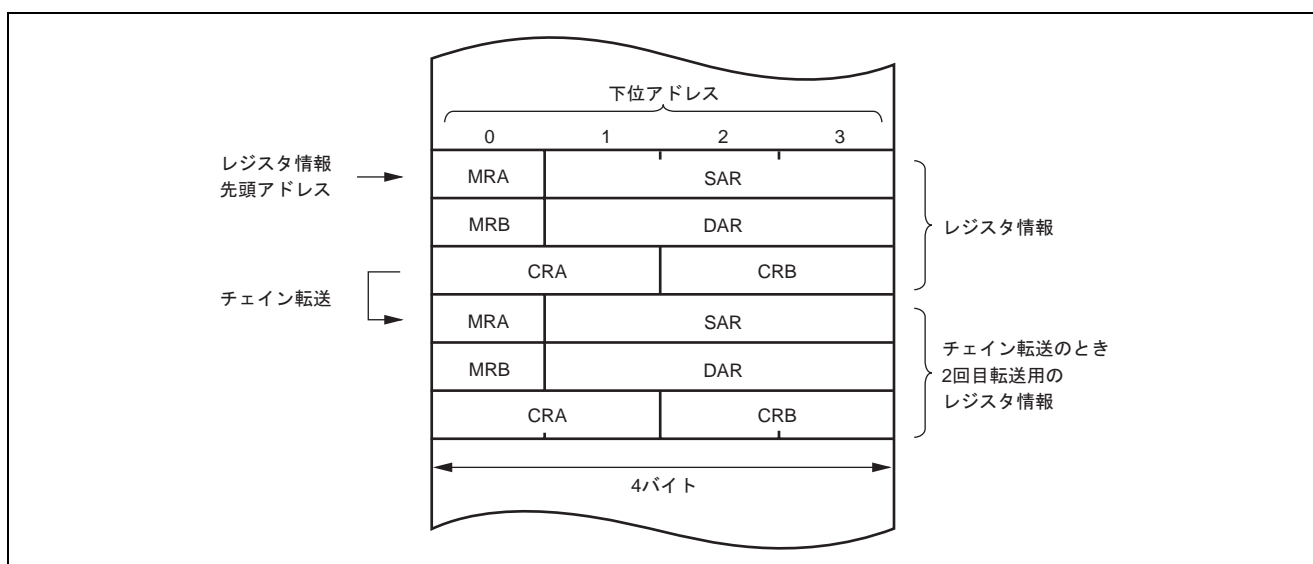 下位アドレス
0 1 2 3
レジスタ情報
先頭アドレス
MRA SAR
MRB DAR
レジスタ情報
CRA CRB
チェイン転送
MRA SAR
MRB DAR
チェイン転送のとき
2回目転送用の
レジスタ情報
CRA CRB
4バイト